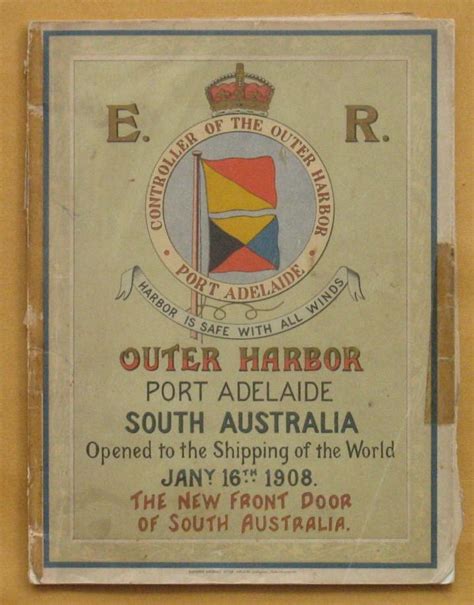 E. R.
CONTROLLER OF THE OUTER HARBOR
PORT ADELAIDE
HARBOR IS SAFE WITH ALL WINDS
OUTER HARBOR
PORT ADELAIDE
SOUTH AUSTRALIA
Opened to the Shipping of the World
JANY 16TH 1908.
THE NEW FRONT DOOR
OF SOUTH AUSTRALIA.